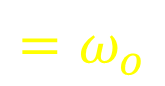 = ω₀